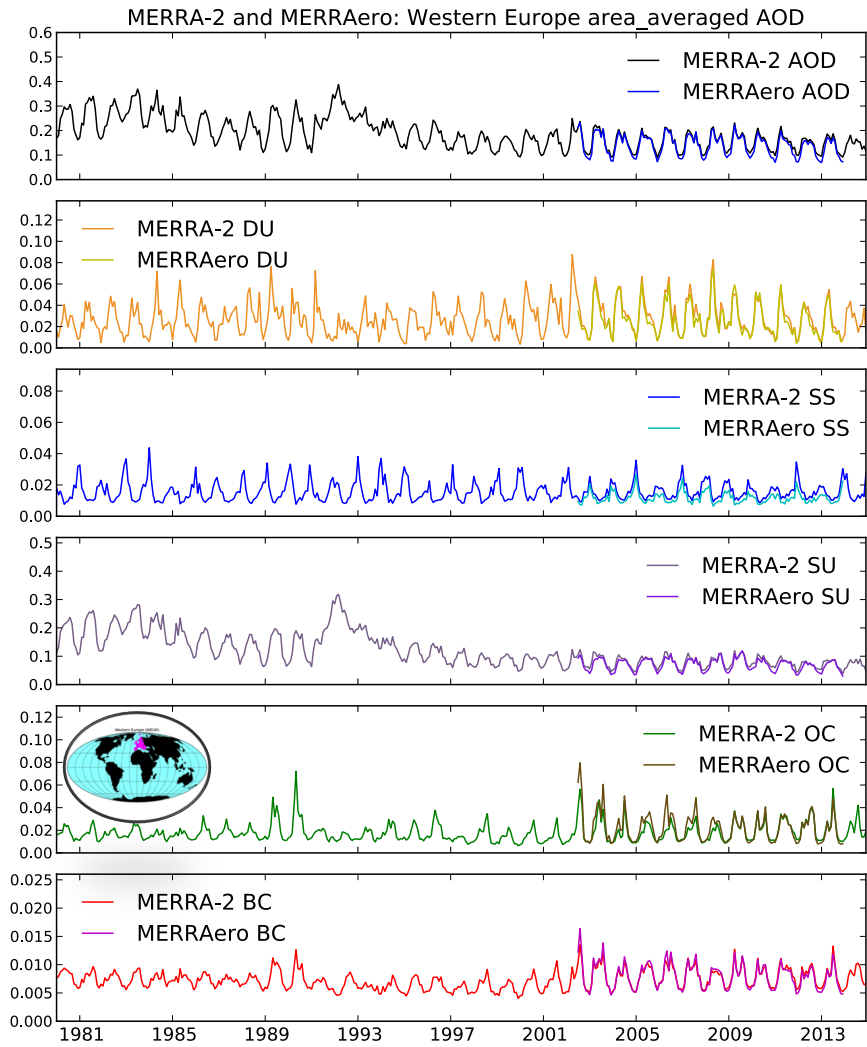 MERRA-2 and MERRAero: Western Europe area_averaged AOD
0.6
0.5
0.4
0.3
0.2
0.1
0.0
MERRA-2 AOD
MERRAero AOD
0.12
0.10
0.08
0.06
0.04
0.02
0.00
MERRA-2 DU
MERRAero DU
0.08
0.06
0.04
0.02
0.00
MERRA-2 SS
MERRAero SS
0.5
0.4
0.3
0.2
0.1
0.0
MERRA-2 SU
MERRAero SU
0.12
0.10
0.08
0.06
0.04
0.02
0.00
Western Europe (WEUR)
MERRA-2 OC
MERRAero OC
0.025
0.020
0.015
0.010
0.005
0.000
MERRA-2 BC
MERRAero BC
1981 1985 1989 1993 1997 2001 2005 2009 2013